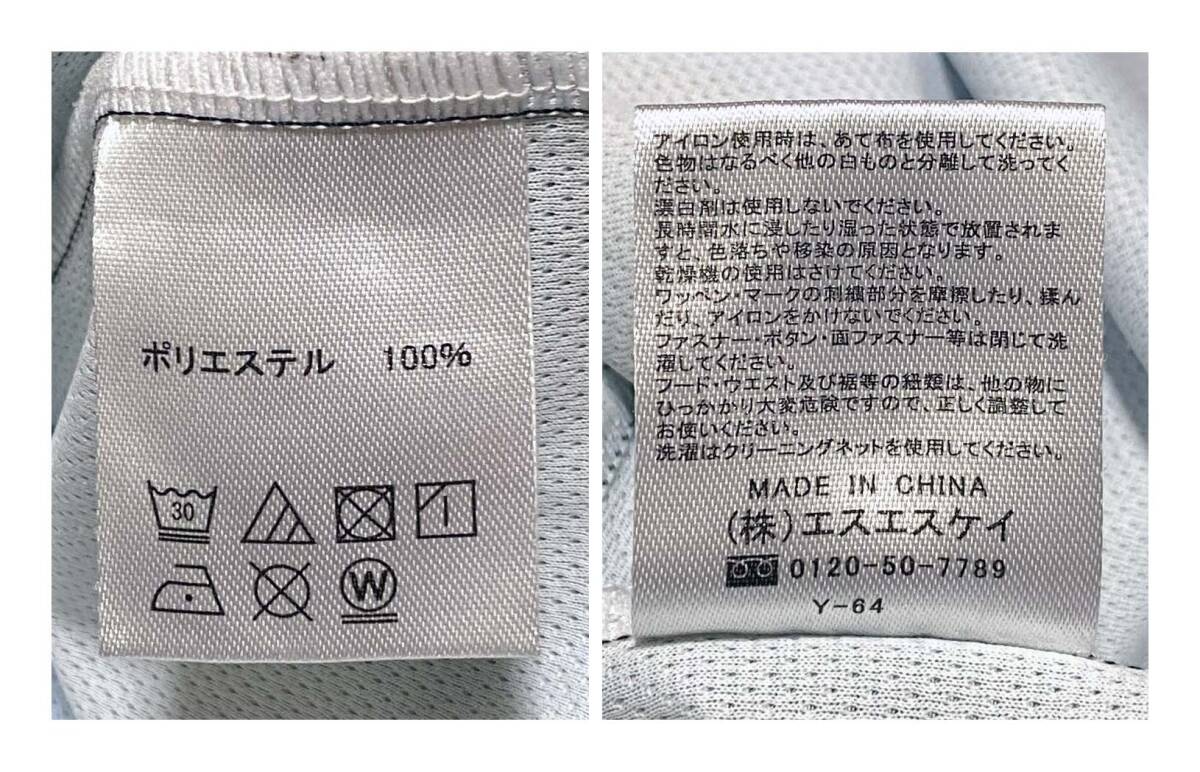 ポリエステル 100%
30
W
アイロン使用時は、あて布を使用してください。
色物はなるべく他の白ものと分離して洗ってく
ださい。
漂白剤は使用しないでください。
長時間水に浸したり湿った状態で放置されま
すと、色落ちや移染の原因となります。
乾燥機の使用はさけてください。
ワッペン・マークの刺繍部分を摩擦したり、揉ん
だり、アイロンをかけないでください。
ファスナー・ボタン・面ファスナー等は閉じて洗
濯してください。
フード・ウエスト及び裾等の紐類は、他の物に
ひっかかり大変危険ですので、正しく調整して
お使いください。
洗濯はクリーニングネットを使用してください。
MADE IN CHINA
(株)エスエスケイ
0120-50-7789
Y-64